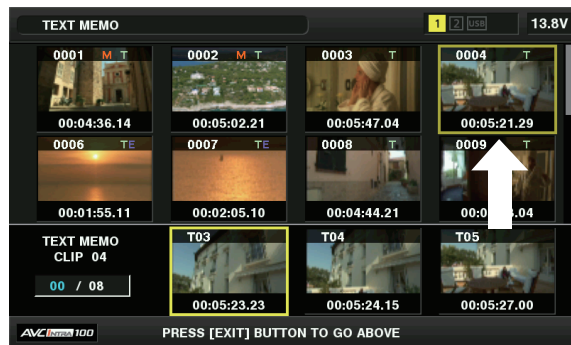 TEXT MEMO
1 2 USB
13.8V
0001 M T
0002 M T
0003 T
0004 T
00:04:36.14
00:05:02.21
00:05:47.04
00:05:21.29
0006 TE
0007 TE
0008 T
0009 T
00:01:55.11
00:02:05.10
00:04:44.21
TEXT MEMO
CLIP 04
00 / 08
T03
T04
T05
00:05:23.23
00:05:24.15
00:05:27.00
AVC INTRA 100
PRESS [EXIT] BUTTON TO GO ABOVE